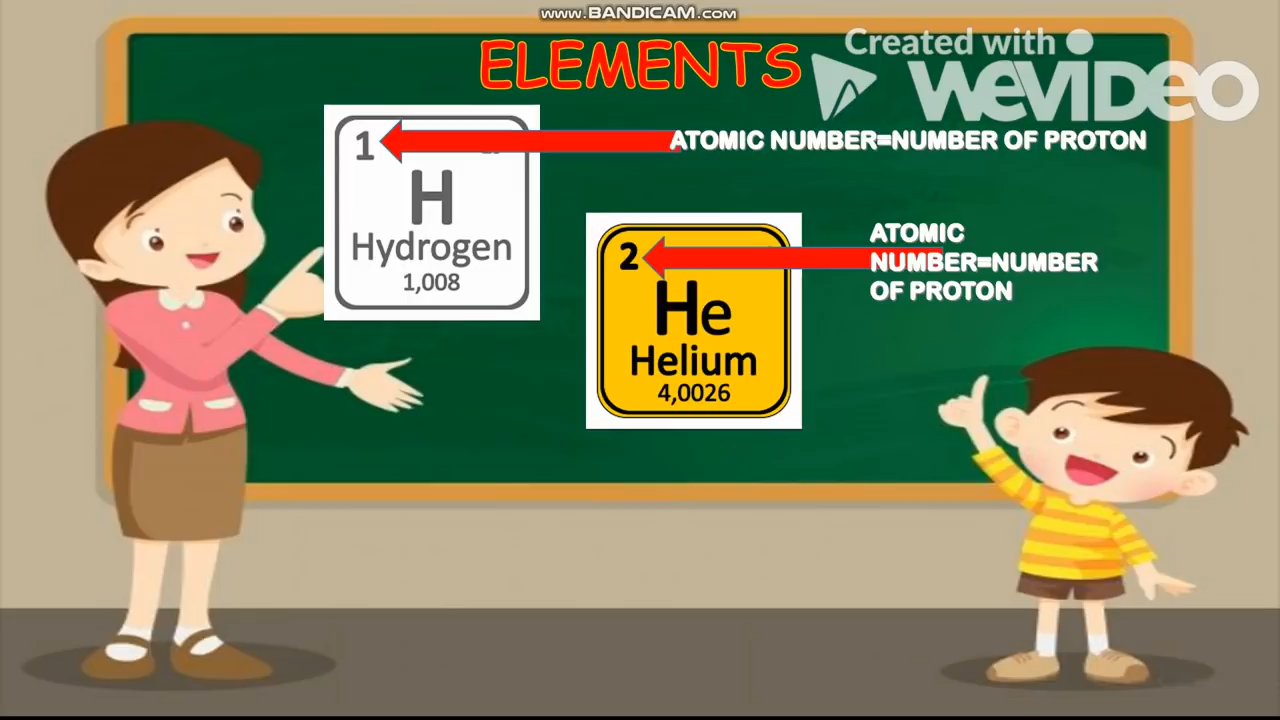 www.BANDICAM.com
ELEMENTS
Created with
WEVIDEO
1
ATOMIC NUMBER=NUMBER OF PROTON
H
Hydrogen
1,008
2
ATOMIC
NUMBER=NUMBER
OF PROTON
He
Helium
4,0026